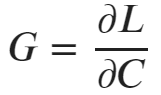 G = ∂L / ∂C